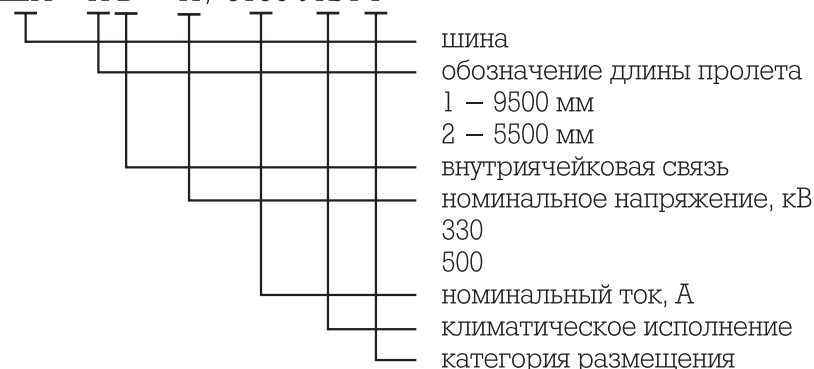 шина
обозначение длины пролета
1 – 9500 мм
2 – 5500 мм
внутриячейковая связь
номинальное напряжение, кВ
330
500
номинальный ток, А
климатическое исполнение
категория размещения